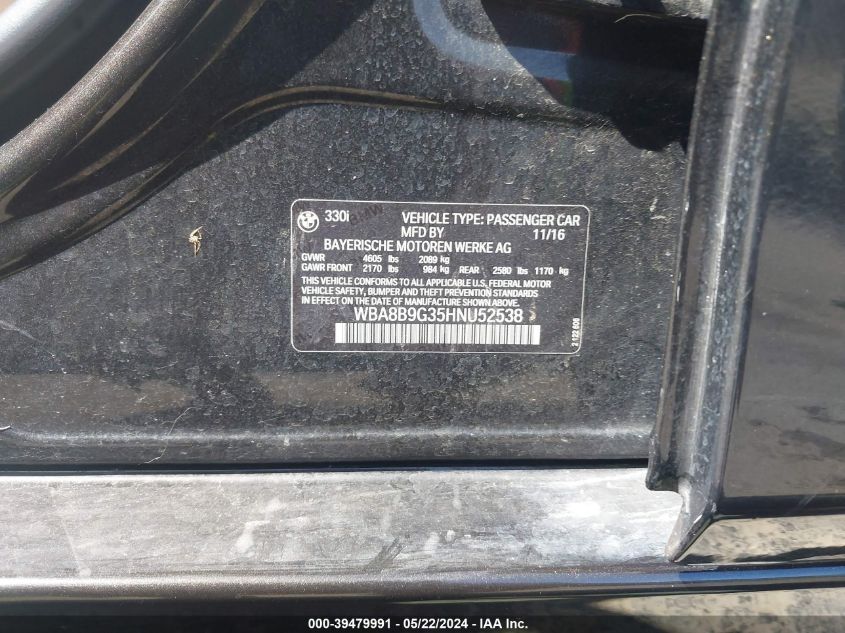 330i VEHICLE TYPE: PASSENGER CAR
MFD BY 11/16
BAYERISCHE MOTOREN WERKE AG
GVWR 4605 lbs 2089 kg
GAWR FRONT 2170 lbs 984 kg REAR 2580 lbs 1170 kg
THIS VEHICLE CONFORMS TO ALL APPLICABLE U.S. FEDERAL MOTOR
VEHICLE SAFETY, BUMPER AND THEFT PREVENTION STANDARDS
IN EFFECT ON THE DATE OF MANUFACTURE SHOWN ABOVE.
WBA8B9G35HNU52538
2 122 606
000-39479991 - 05/22/2024 - IAA Inc.